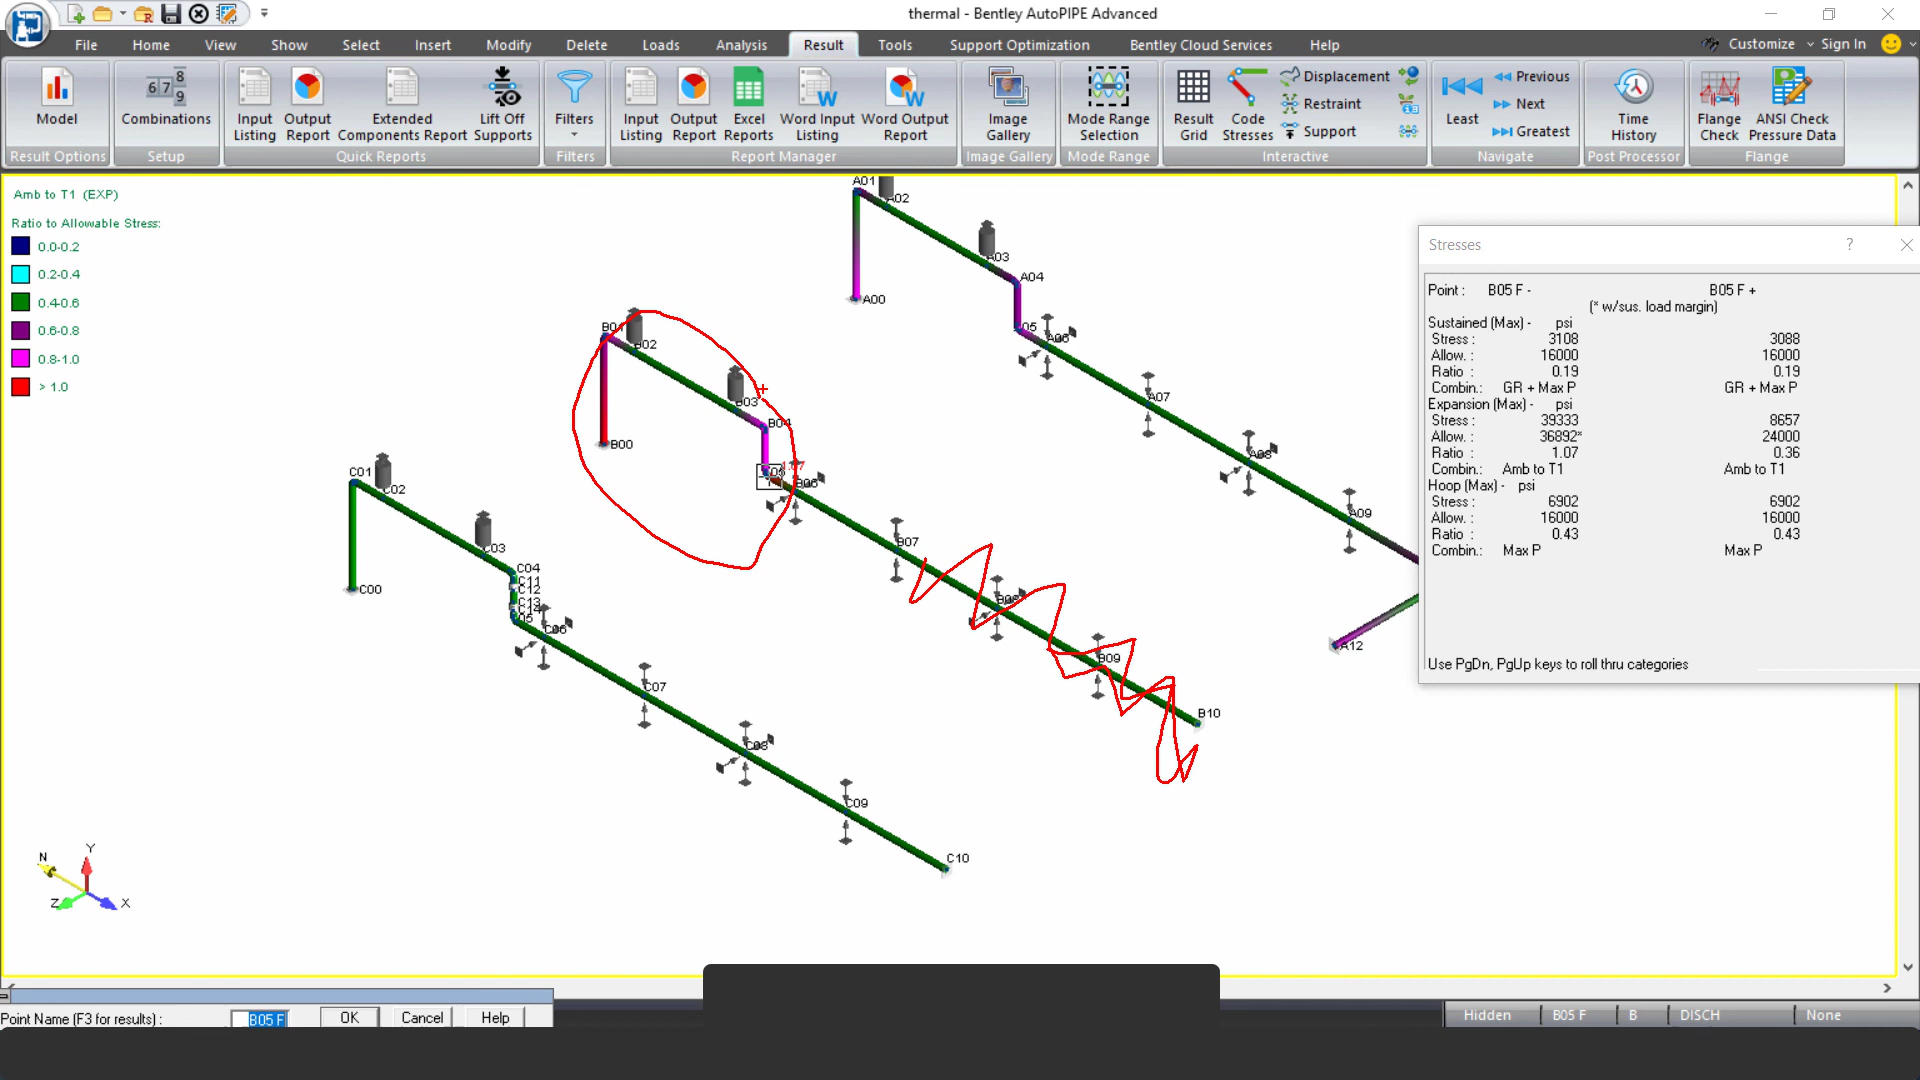 thermal - Bentley AutoPIPE Advanced
File Home View Show Select Insert Modify Delete Loads Analysis Result Tools Support Optimization Bentley Cloud Services Help Customize Sign In
Model
Result Options
Combinations
Setup
Input Listing
Output Report
Extended Components Report
Lift Off Supports
Quick Reports
Filters
Filters
Input Listing
Output Report
Excel Reports
Word Input Listing
Word Output Report
Report Manager
Image Gallery
Image Gallery
Mode Range Selection
Mode Range
Result Grid
Code Stresses
Displacement
Restraint
Support
Interactive
Least
Previous
Next
Greatest
Navigate
Time History
Post Processor
Flange Check
ANSI Check Pressure Data
Flange
Amb to T1 (EXP)
Ratio to Allowable Stress:
0.0-0.2
0.2-0.4
0.4-0.6
0.6-0.8
0.8-1.0
> 1.0
A01
A02
A03
A04
A00
A06
A07
A08
A09
A12
B01
B02
B03
B04
B00
B06
B07
B08
B09
B10
C01
C02
C03
C04
C11
C12
C13
C00
C06
C07
C08
C09
C10
Y
N
Z
X
Stresses ?
Point : B05 F - B05 F +
(* w/sus. load margin)
Sustained (Max) - psi
Stress : 3108 3088
Allow. : 16000 16000
Ratio : 0.19 0.19
Combin.: GR + Max P GR + Max P
Expansion (Max) - psi
Stress : 39333 8657
Allow. : 36892* 24000
Ratio : 1.07 0.36
Combin.: Amb to T1 Amb to T1
Hoop (Max) - psi
Stress : 6902 6902
Allow. : 16000 16000
Ratio : 0.43 0.43
Combin.: Max P Max P
Use PgDn, PgUp keys to roll thru categories
Point Name (F3 for results) : B05 F OK Cancel Help
Hidden B05 F B DISCH None